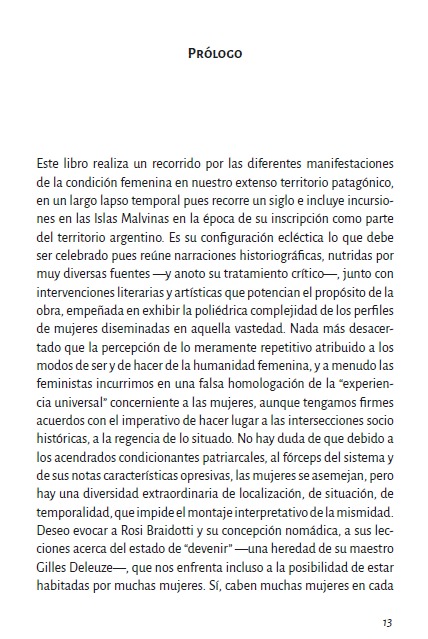 Prólogo
Este libro realiza un recorrido por las diferentes manifestaciones
de la condición femenina en nuestro extenso territorio patagónico,
en un largo lapso temporal pues recorre un siglo e incluye incursio-
nes en las Islas Malvinas en la época de su inscripción como parte
del territorio argentino. Es su configuración ecléctica lo que debe
ser celebrado pues reúne narraciones historiográficas, nutridas por
muy diversas fuentes —y anoto su tratamiento crítico—, junto con
intervenciones literarias y artísticas que potencian el propósito de la
obra, empeñada en exhibir la poliédrica complejidad de los perfiles
de mujeres diseminadas en aquella vastedad. Nada más desacer-
tado que la percepción de lo meramente repetitivo atribuido a los
modos de ser y de hacer de la humanidad femenina, y a menudo las
feministas incurrimos en una falsa homologación de la “experien-
cia universal” concerniente a las mujeres, aunque tengamos firmes
acuerdos con el imperativo de hacer lugar a las intersecciones socio
históricas, a la regencia de lo situado. No hay duda de que debido a
los acendrados condicionantes patriarcales, al fórceps del sistema y
de sus notas características opresivas, las mujeres se asemejan, pero
hay una diversidad extraordinaria de localización, de situación, de
temporalidad, que impide el montaje interpretativo de la mismidad.
Deseo evocar a Rosi Braidotti y su concepción nomádica, a sus lec-
ciones acerca del estado de “devenir” —una heredad de su maestro
Gilles Deleuze—, que nos enfrenta incluso a la posibilidad de estar
habitadas por muchas mujeres. Sí, caben muchas mujeres en cada
13